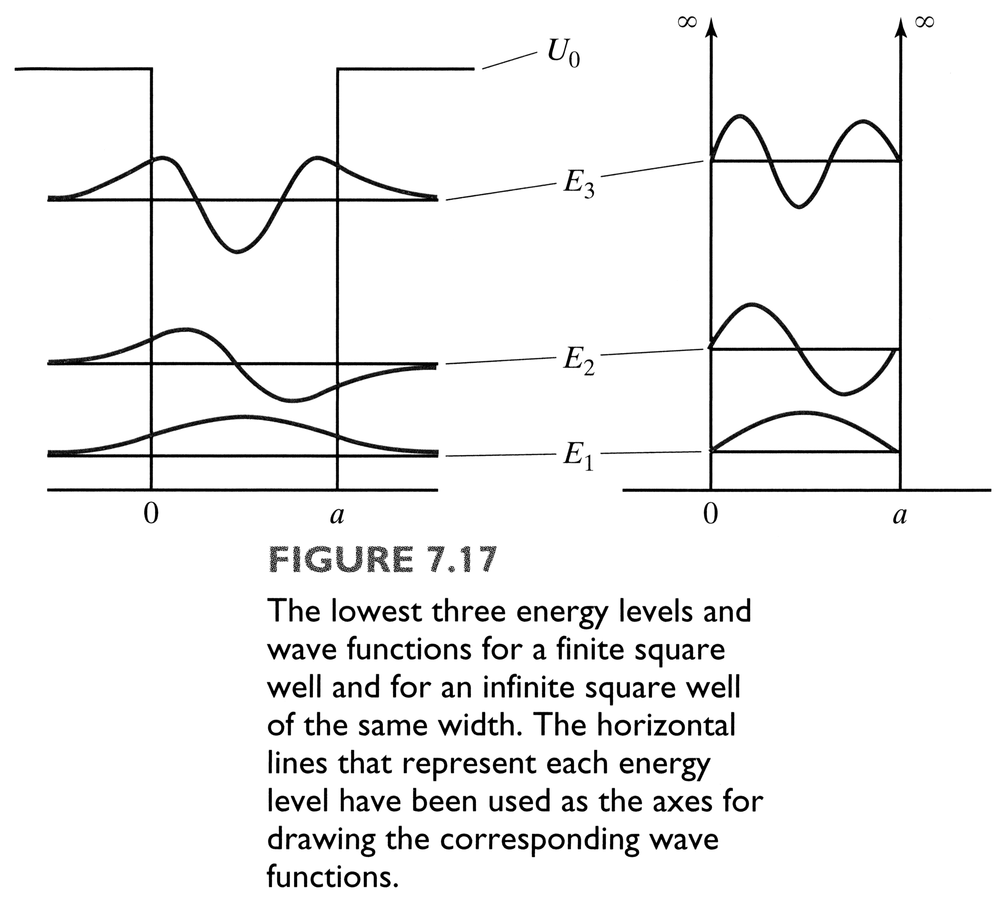 ∞ ∞
U₀
E₃
E₂
E₁
0 a 0 a
FIGURE 7.17
The lowest three energy levels and
wave functions for a finite square
well and for an infinite square well
of the same width. The horizontal
lines that represent each energy
level have been used as the axes for
drawing the corresponding wave
functions.